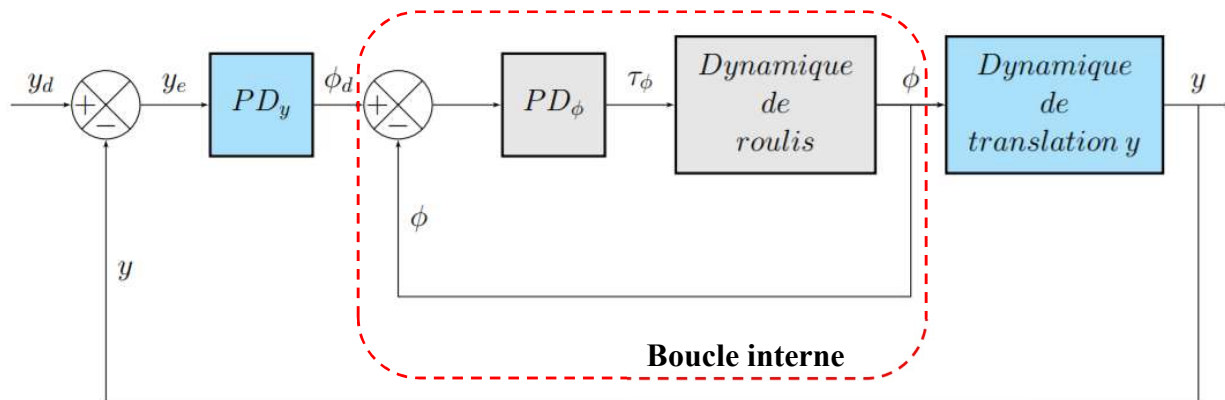 y_d
+
−
y_e
PD_y
ϕ_d
+
−
PD_ϕ
τ_ϕ
Dynamique
de
roulis
ϕ
Dynamique
de
translation y
y
ϕ
y
Boucle interne